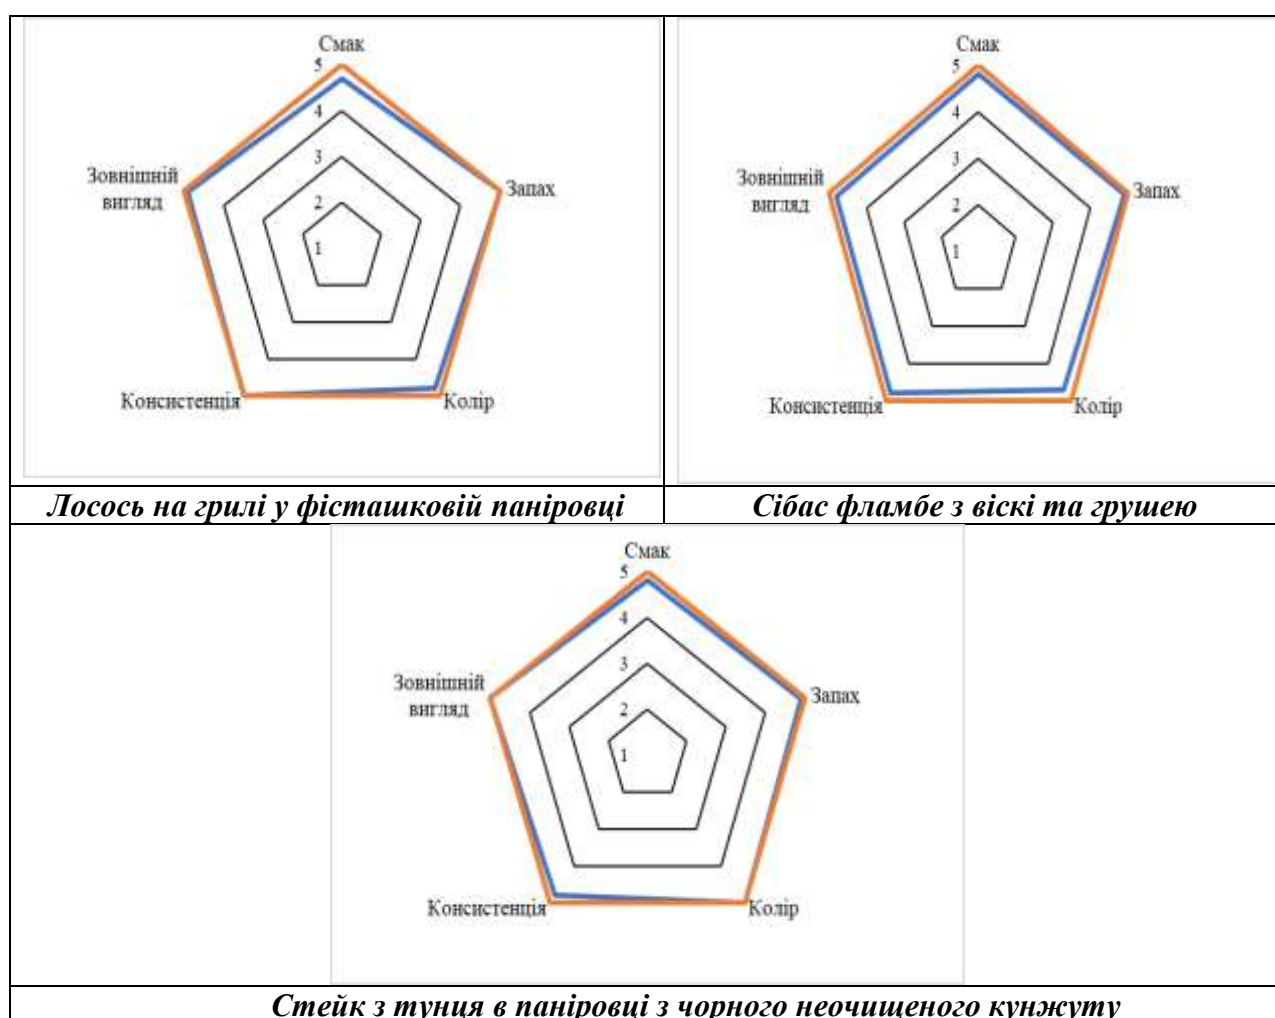 Смак
5
4
3
2
1
Зовнішній
вигляд
Запах
Консистенція
Колір
Смак
5
4
3
2
1
Зовнішній
вигляд
Запах
Консистенція
Колір
Лосось на грилі у фісташковій паніровці
Сібас фламбе з віскі та грушею
Смак
5
4
3
2
1
Зовнішній
вигляд
Запах
Консистенція
Колір
Стейк з тунця в паніровці з чорного неочищеного кунжуту